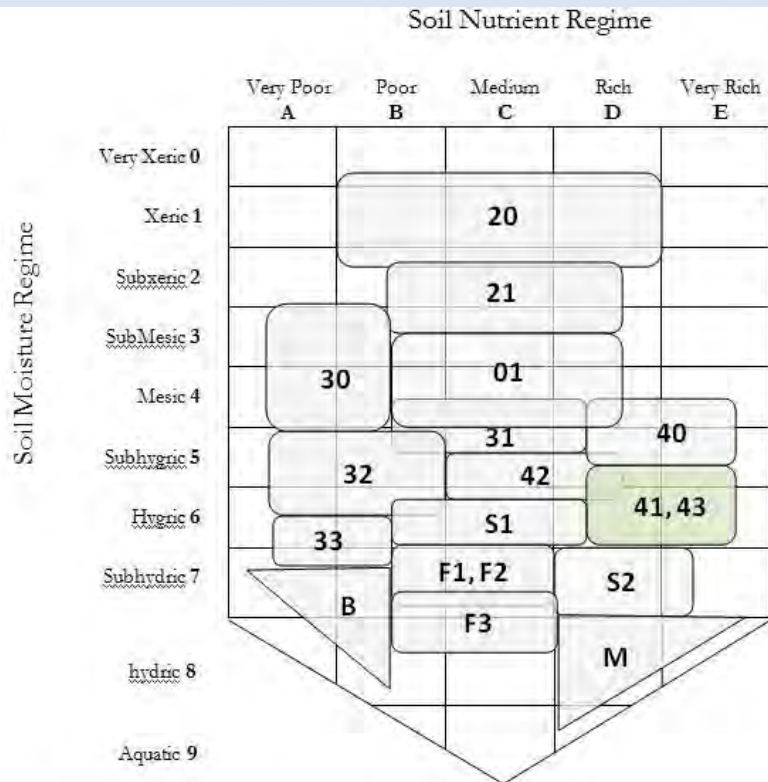 Soil Nutrient Regime
Very Poor Poor Medium Rich Very Rich
A B C D E
Soil Moisture Regime
Very Xeric 0
Xeric 1
20
Subxeric 2
21
SubMesic 3
30
01
Mesic 4
31
40
Subhygric 5
32
42
41, 43
Hygric 6
S1
33
Subhydric 7
F1, F2
S2
B
F3
M
hydric 8
Aquatic 9